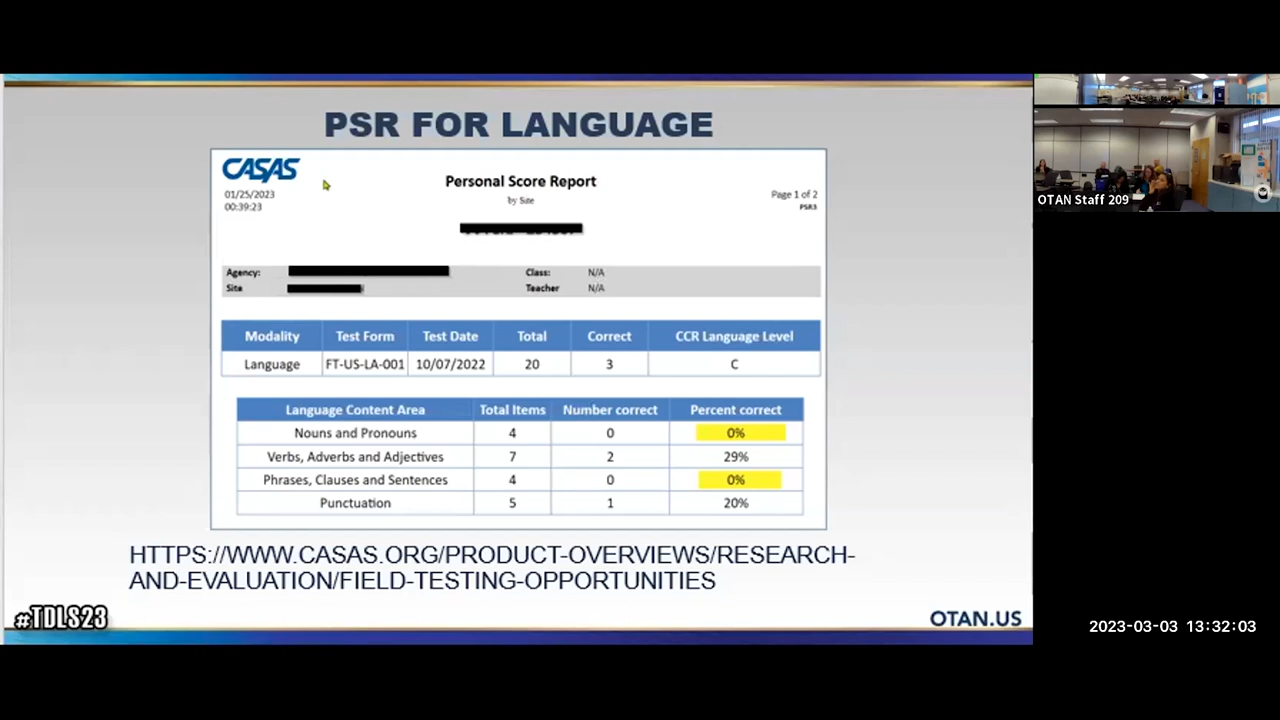 PSR FOR LANGUAGE
CASAS
01/25/2023
00:39:23
Personal Score Report
by Site
Page 1 of 2
PSR3
Agency: Class: N/A
Site Teacher N/A
Modality Test Form Test Date Total Correct CCR Language Level
Language FT-US-LA-001 10/07/2022 20 3 C
Language Content Area Total Items Number correct Percent correct
Nouns and Pronouns 4 0 0%
Verbs, Adverbs and Adjectives 7 2 29%
Phrases, Clauses and Sentences 4 0 0%
Punctuation 5 1 20%
HTTPS://WWW.CASAS.ORG/PRODUCT-OVERVIEWS/RESEARCH-
AND-EVALUATION/FIELD-TESTING-OPPORTUNITIES
#TDLS23
OTAN.US
OTAN Staff 209
2023-03-03 13:32:03